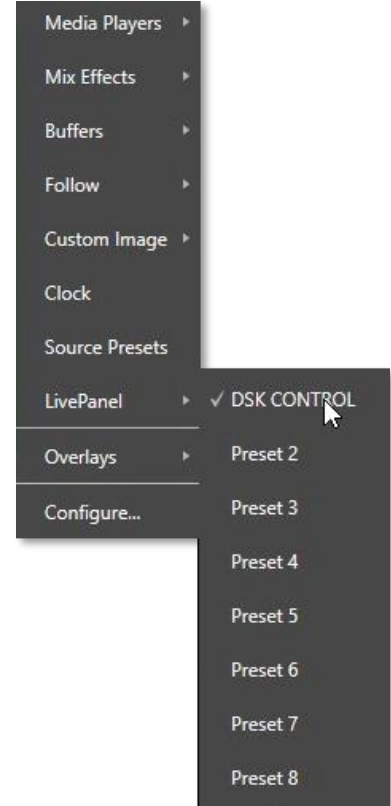 Media Players
Mix Effects
Buffers
Follow
Custom Image
Clock
Source Presets
LivePanel
Overlays
Configure...
DSK CONTROL
Preset 2
Preset 3
Preset 4
Preset 5
Preset 6
Preset 7
Preset 8